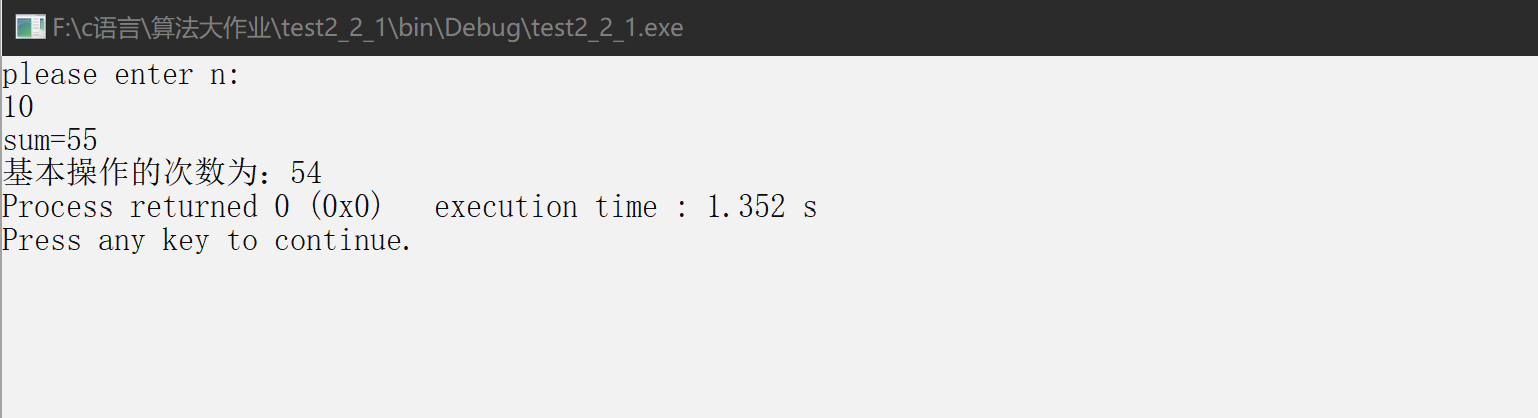 F:\c语言\算法大作业\test2_2_1\bin\Debug\test2_2_1.exe
please enter n:
10
sum=55
基本操作的次数为：54
Process returned 0 (0x0)   execution time : 1.352 s
Press any key to continue.